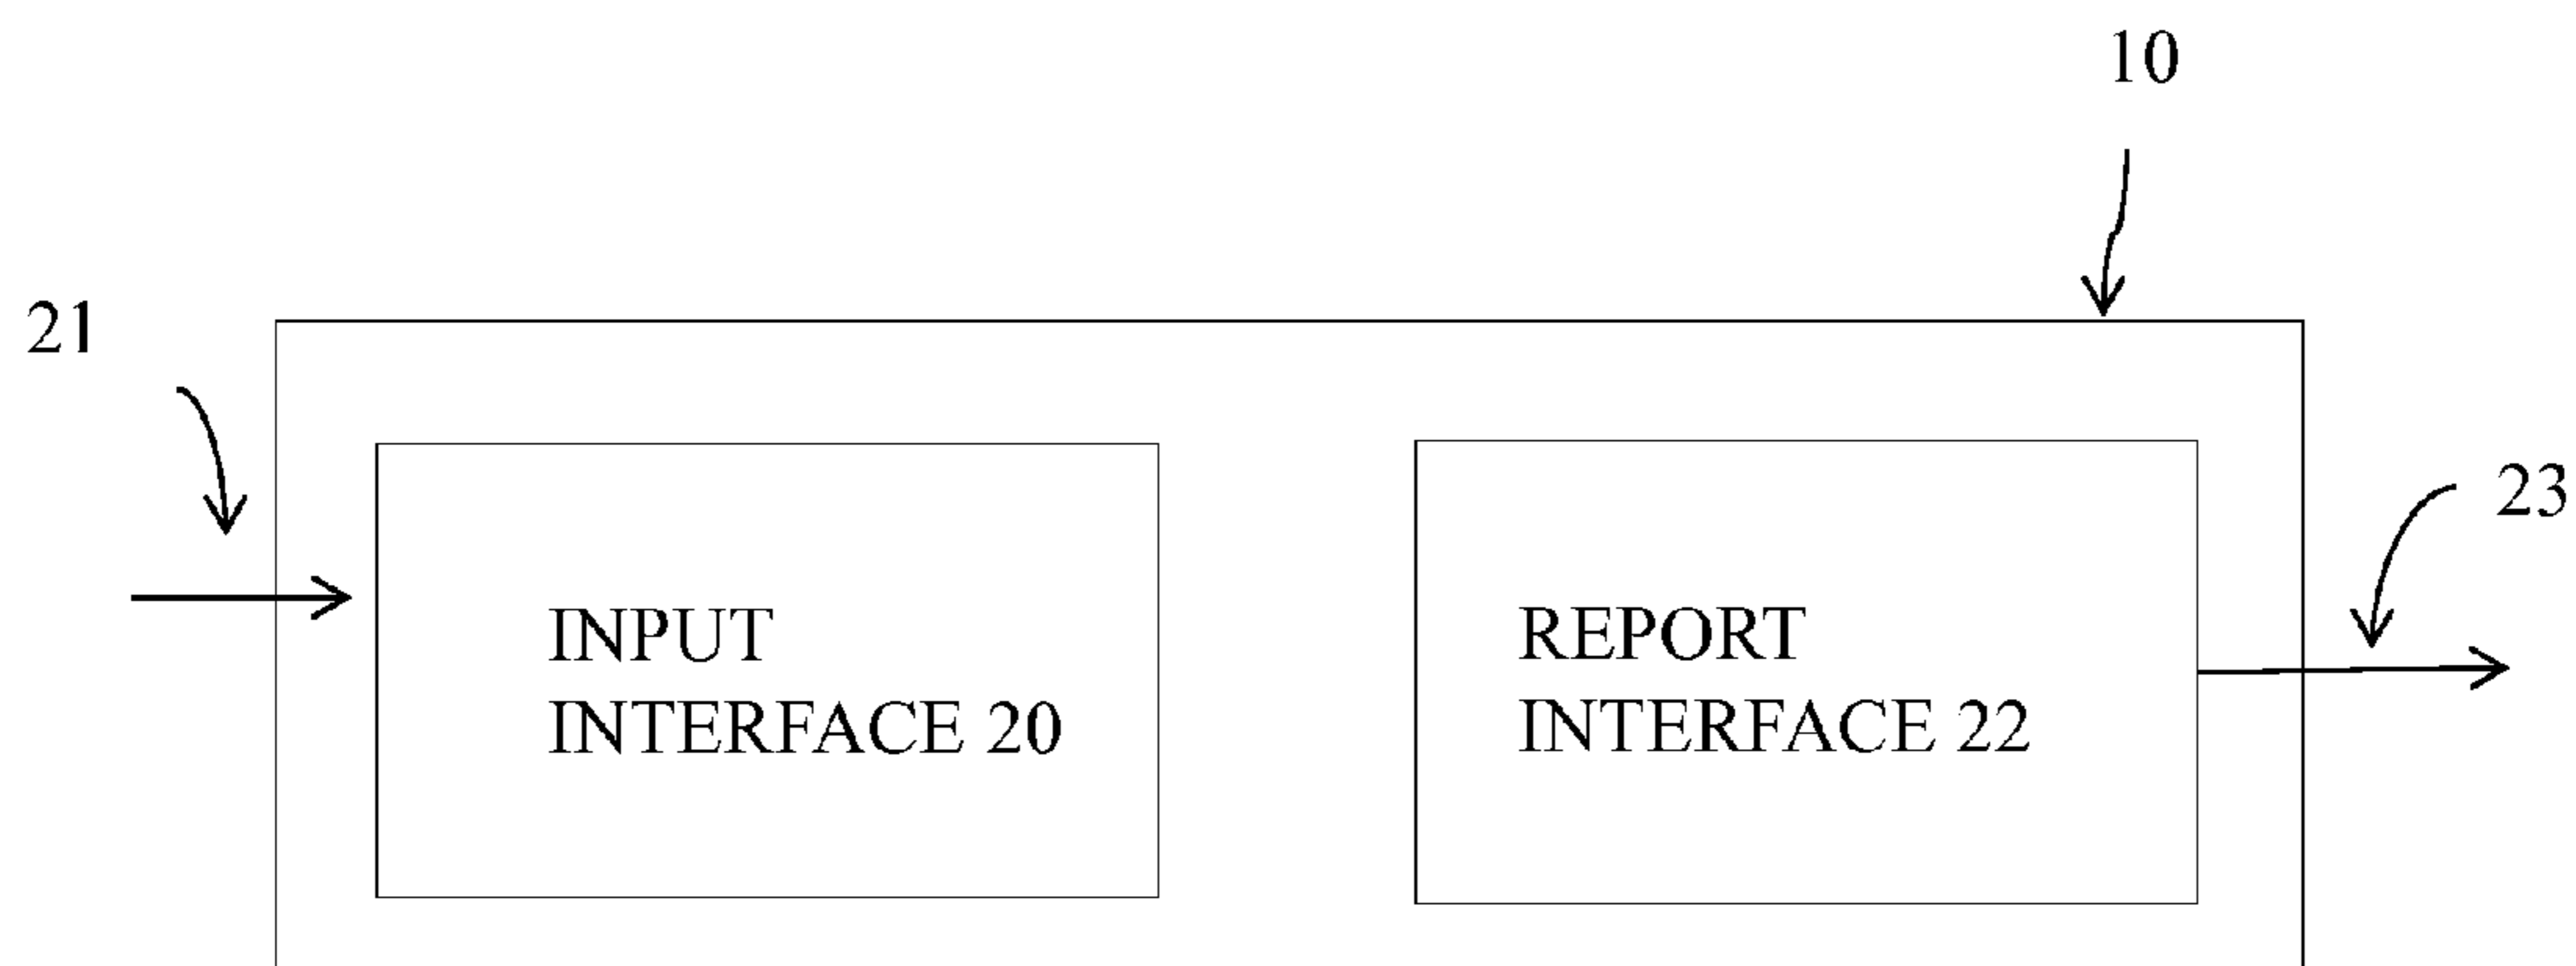 10
21
23
INPUT
INTERFACE 20
REPORT
INTERFACE 22